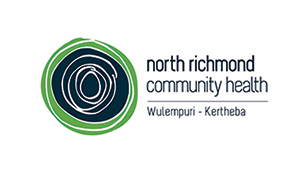 north richmond
community health
Wulempuri - Kertheba